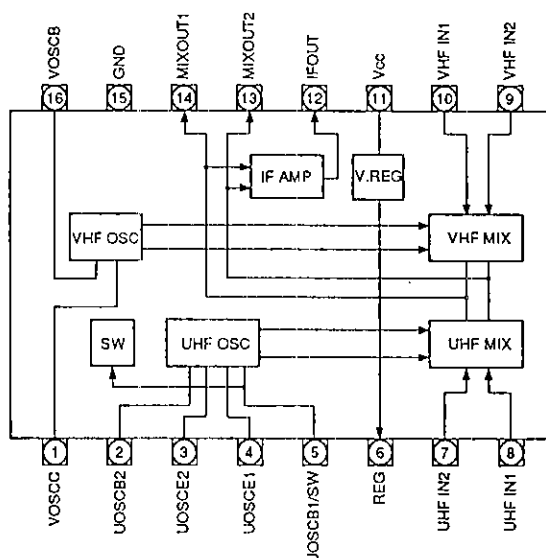 VOSCB
GND
MIXOUT1
MIXOUT2
IFOUT
Vcc
VHF IN1
VHF IN2
16
15
14
13
12
11
10
9
IF AMP
V.REG
VHF OSC
VHF MIX
SW
UHF OSC
UHF MIX
1
2
3
4
5
6
7
8
VOSCC
UOSCB2
UOSCE2
UOSCE1
UOSCB1/SW
REG
UHF IN2
UHF IN1